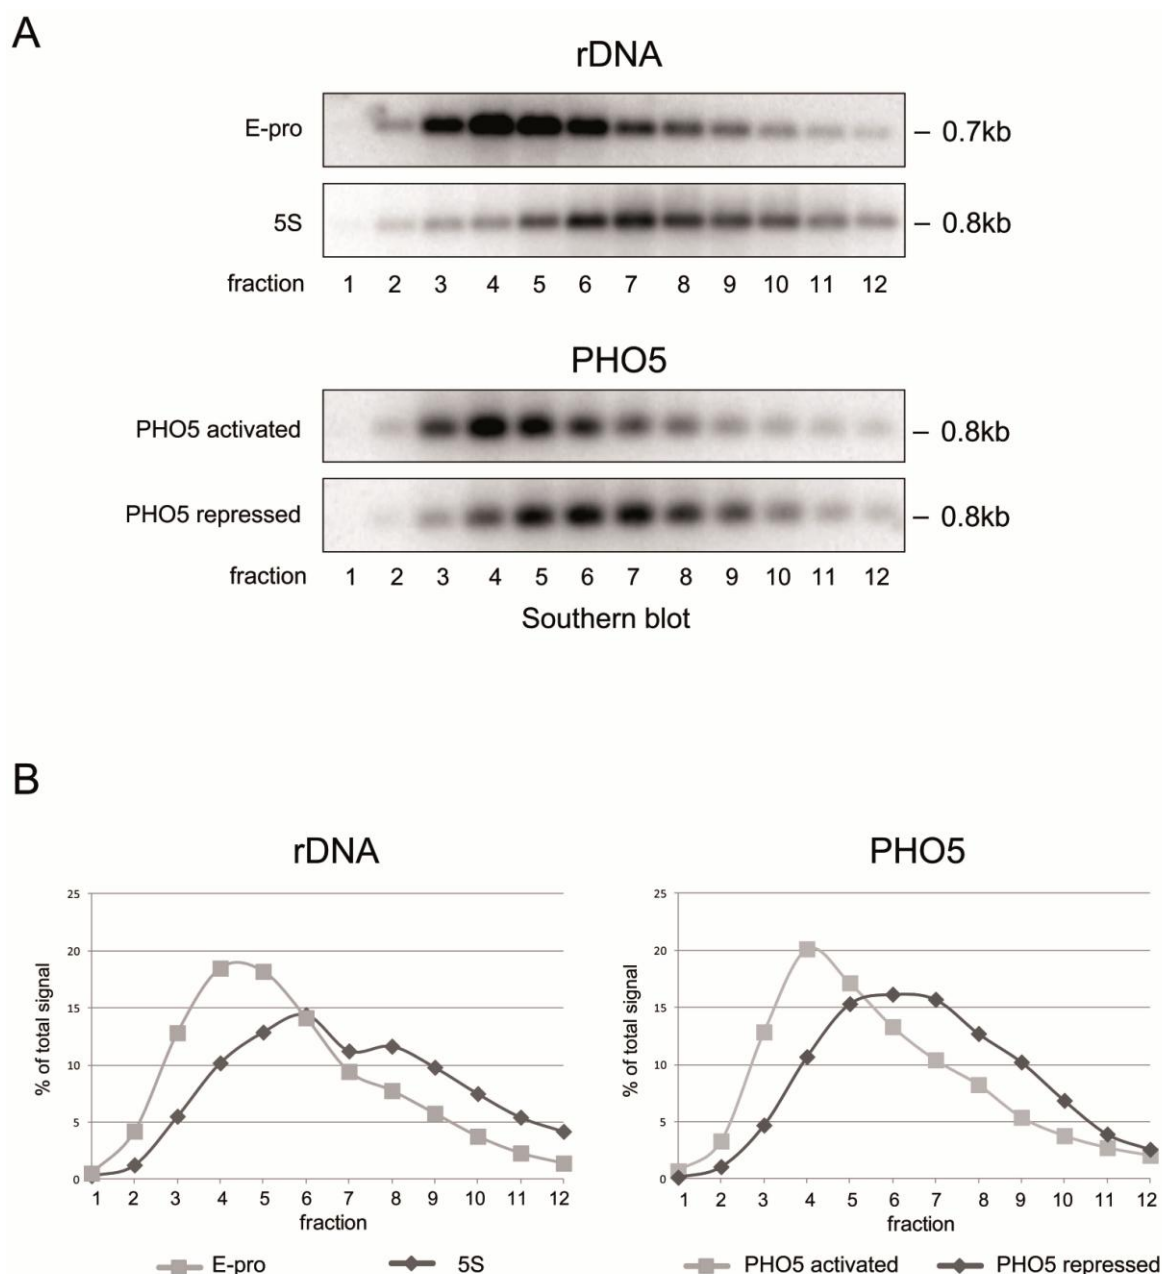 A
rDNA
E-pro – 0.7kb
5S – 0.8kb
fraction 1 2 3 4 5 6 7 8 9 10 11 12
PHO5
PHO5 activated – 0.8kb
PHO5 repressed – 0.8kb
fraction 1 2 3 4 5 6 7 8 9 10 11 12
Southern blot
B
rDNA
% of total signal
25
20
15
10
5
0
1 2 3 4 5 6 7 8 9 10 11 12
fraction
E-pro 5S
PHO5
% of total signal
25
20
15
10
5
0
1 2 3 4 5 6 7 8 9 10 11 12
fraction
PHO5 activated PHO5 repressed